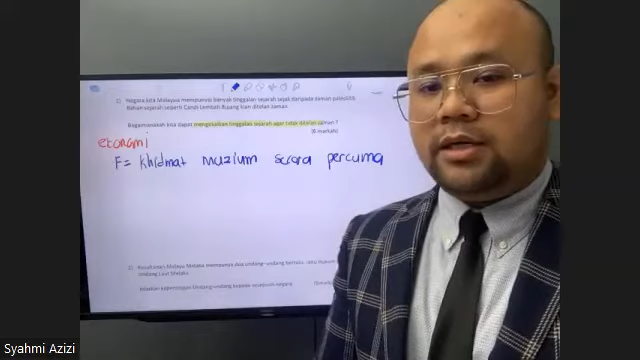 Negara kita Malaysia mempunyai banyak tinggalan sejarah sejak daripada zaman paleolitik.
Bahan sejarah seperti Candi Lembah Bujang kian ditelan zaman.
Bagaimanakah kita dapat mengekalkan tinggalan sejarah agar tidak ditelan zaman ?
(8 markah)
ekonomi
F= khidmat muzium secara percuma
Kesultanan Melayu Melaka mempunyai dua undang-undang bertulis, iaitu Hukum
Undang Laut Melaka
Jelaskan kepentingan Undang-undang kepada sesebuah negara
Syahmi Azizi